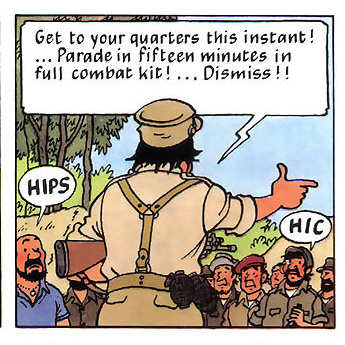 Get to your quarters this instant!
... Parade in fifteen minutes in
full combat kit! ... Dismiss!!
HIPS
HIC